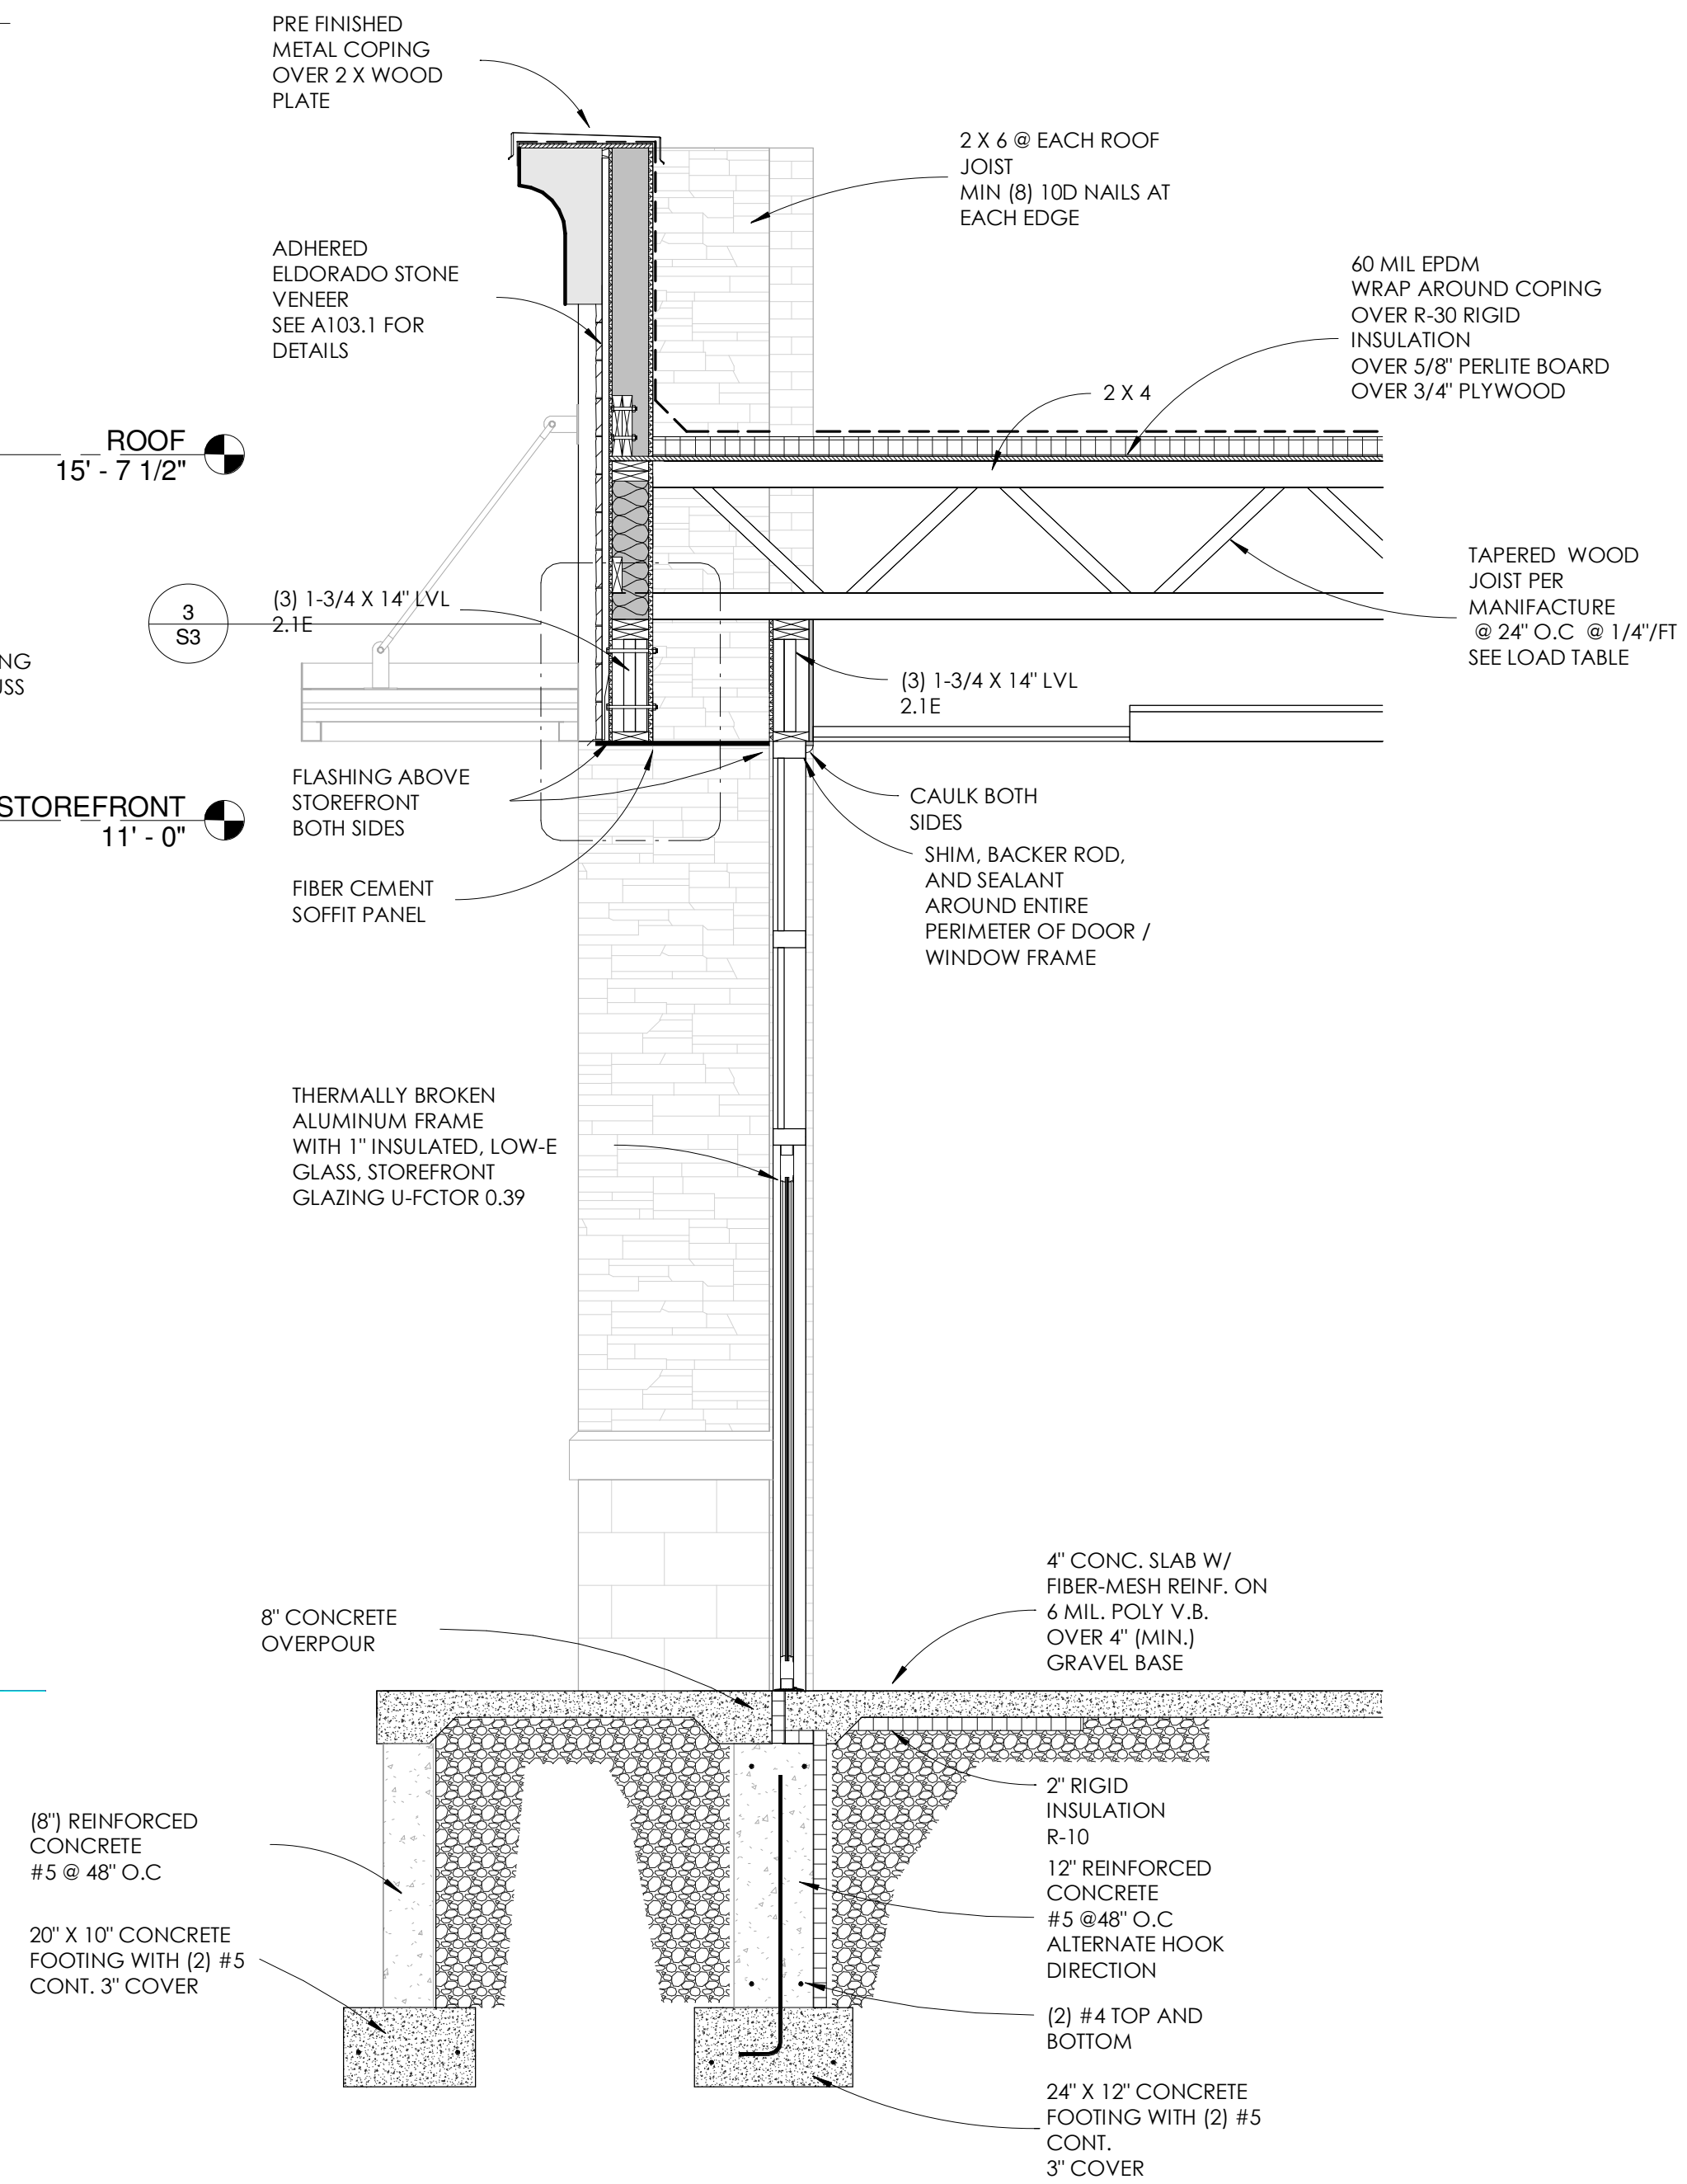 PRE FINISHED
METAL COPING
OVER 2 X WOOD
PLATE
2 X 6 @ EACH ROOF
JOIST
MIN (8) 10D NAILS AT
EACH EDGE
ADHERED
ELDORADO STONE
VENEER
SEE A103.1 FOR
DETAILS
60 MIL EPDM
WRAP AROUND COPING
OVER R-30 RIGID
INSULATION
OVER 5/8" PERLITE BOARD
OVER 3/4" PLYWOOD
2 X 4
ROOF
15' - 7 1/2"
TAPERED WOOD
JOIST PER
MANIFACTURE
@ 24" O.C @ 1/4"/FT
SEE LOAD TABLE
3
S3
(3) 1-3/4 X 14" LVL
2.1E
NG
USS
(3) 1-3/4 X 14" LVL
2.1E
FLASHING ABOVE
STOREFRONT
BOTH SIDES
STOREFRONT
11' - 0"
CAULK BOTH
SIDES
SHIM, BACKER ROD,
AND SEALANT
AROUND ENTIRE
PERIMETER OF DOOR /
WINDOW FRAME
FIBER CEMENT
SOFFIT PANEL
THERMALLY BROKEN
ALUMINUM FRAME
WITH 1" INSULATED, LOW-E
GLASS, STOREFRONT
GLAZING U-FCTOR 0.39
4" CONC. SLAB W/
FIBER-MESH REINF. ON
6 MIL. POLY V.B.
OVER 4" (MIN.)
GRAVEL BASE
8" CONCRETE
OVERPOUR
2" RIGID
INSULATION
R-10
(8") REINFORCED
CONCRETE
#5 @ 48" O.C
12" REINFORCED
CONCRETE
#5 @48" O.C
ALTERNATE HOOK
DIRECTION
20" X 10" CONCRETE
FOOTING WITH (2) #5
CONT. 3" COVER
(2) #4 TOP AND
BOTTOM
24" X 12" CONCRETE
FOOTING WITH (2) #5
CONT.
3" COVER